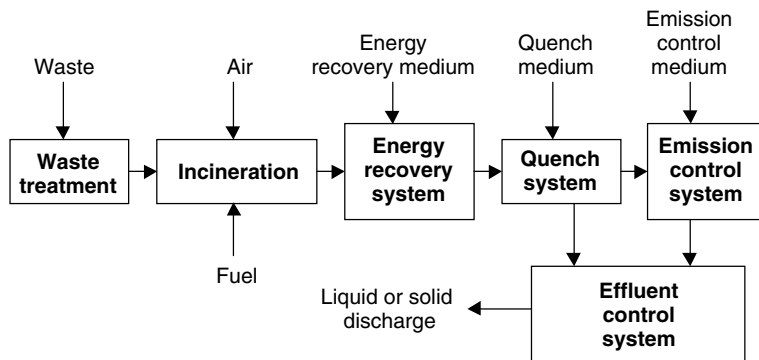 Waste
Air
Energy
recovery medium
Quench
medium
Emission
control
medium
Waste
treatment
Incineration
Energy
recovery
system
Quench
system
Emission
control
system
Fuel
Liquid or solid
discharge
Effluent
control
system